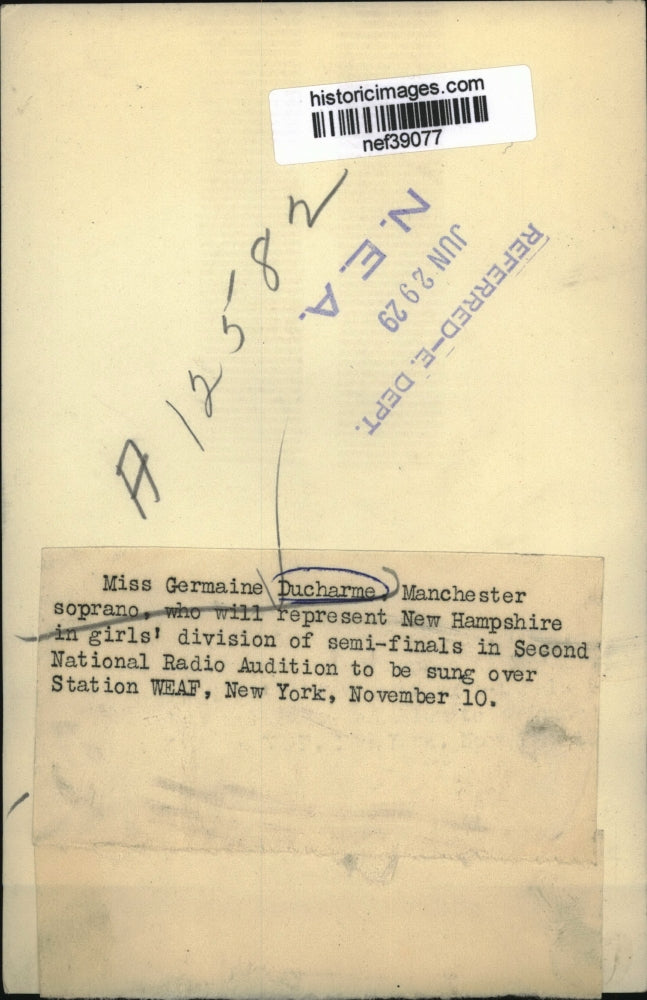 historicimages.com
nef39077
N. E. A.
JUN 29 29
REFERRED-E. DEPT.
A 12582
Miss Germaine Ducharme, Manchester
soprano, who will represent New Hampshire
in girls' division of semi-finals in Second
National Radio Audition to be sung over
Station WEAF, New York, November 10.